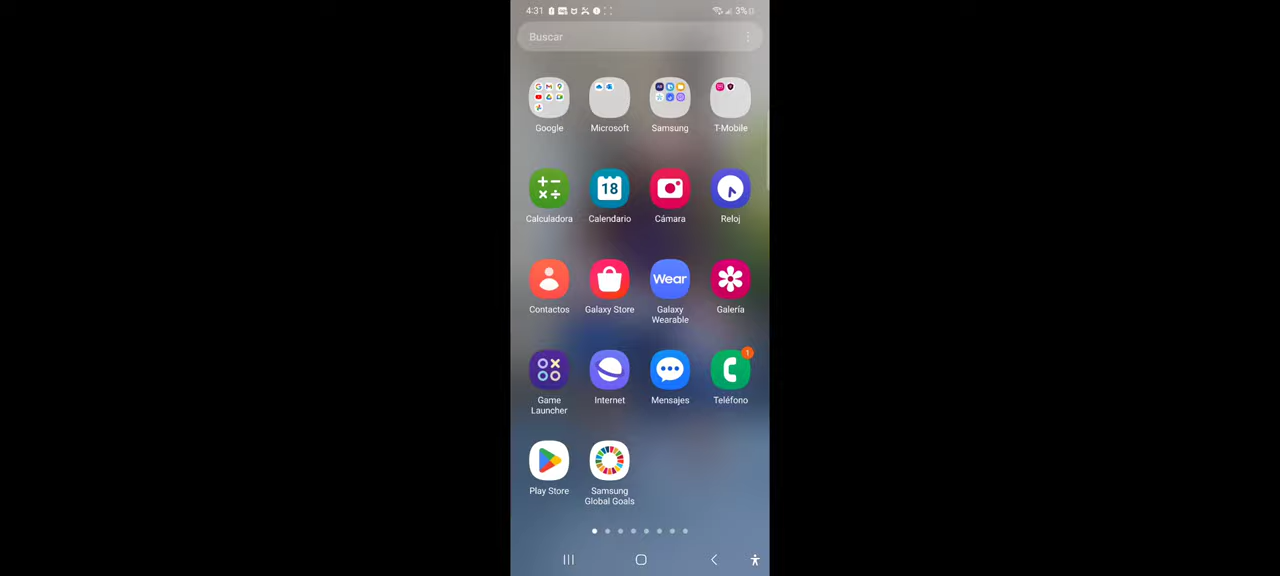 4:31 3%
Buscar
Google Microsoft Samsung T-Mobile
18
Calculadora Calendario Cámara Reloj
Wear
Contactos Galaxy Store Galaxy Wearable Galería
1
Game Launcher Internet Mensajes Teléfono
Play Store Samsung Global Goals